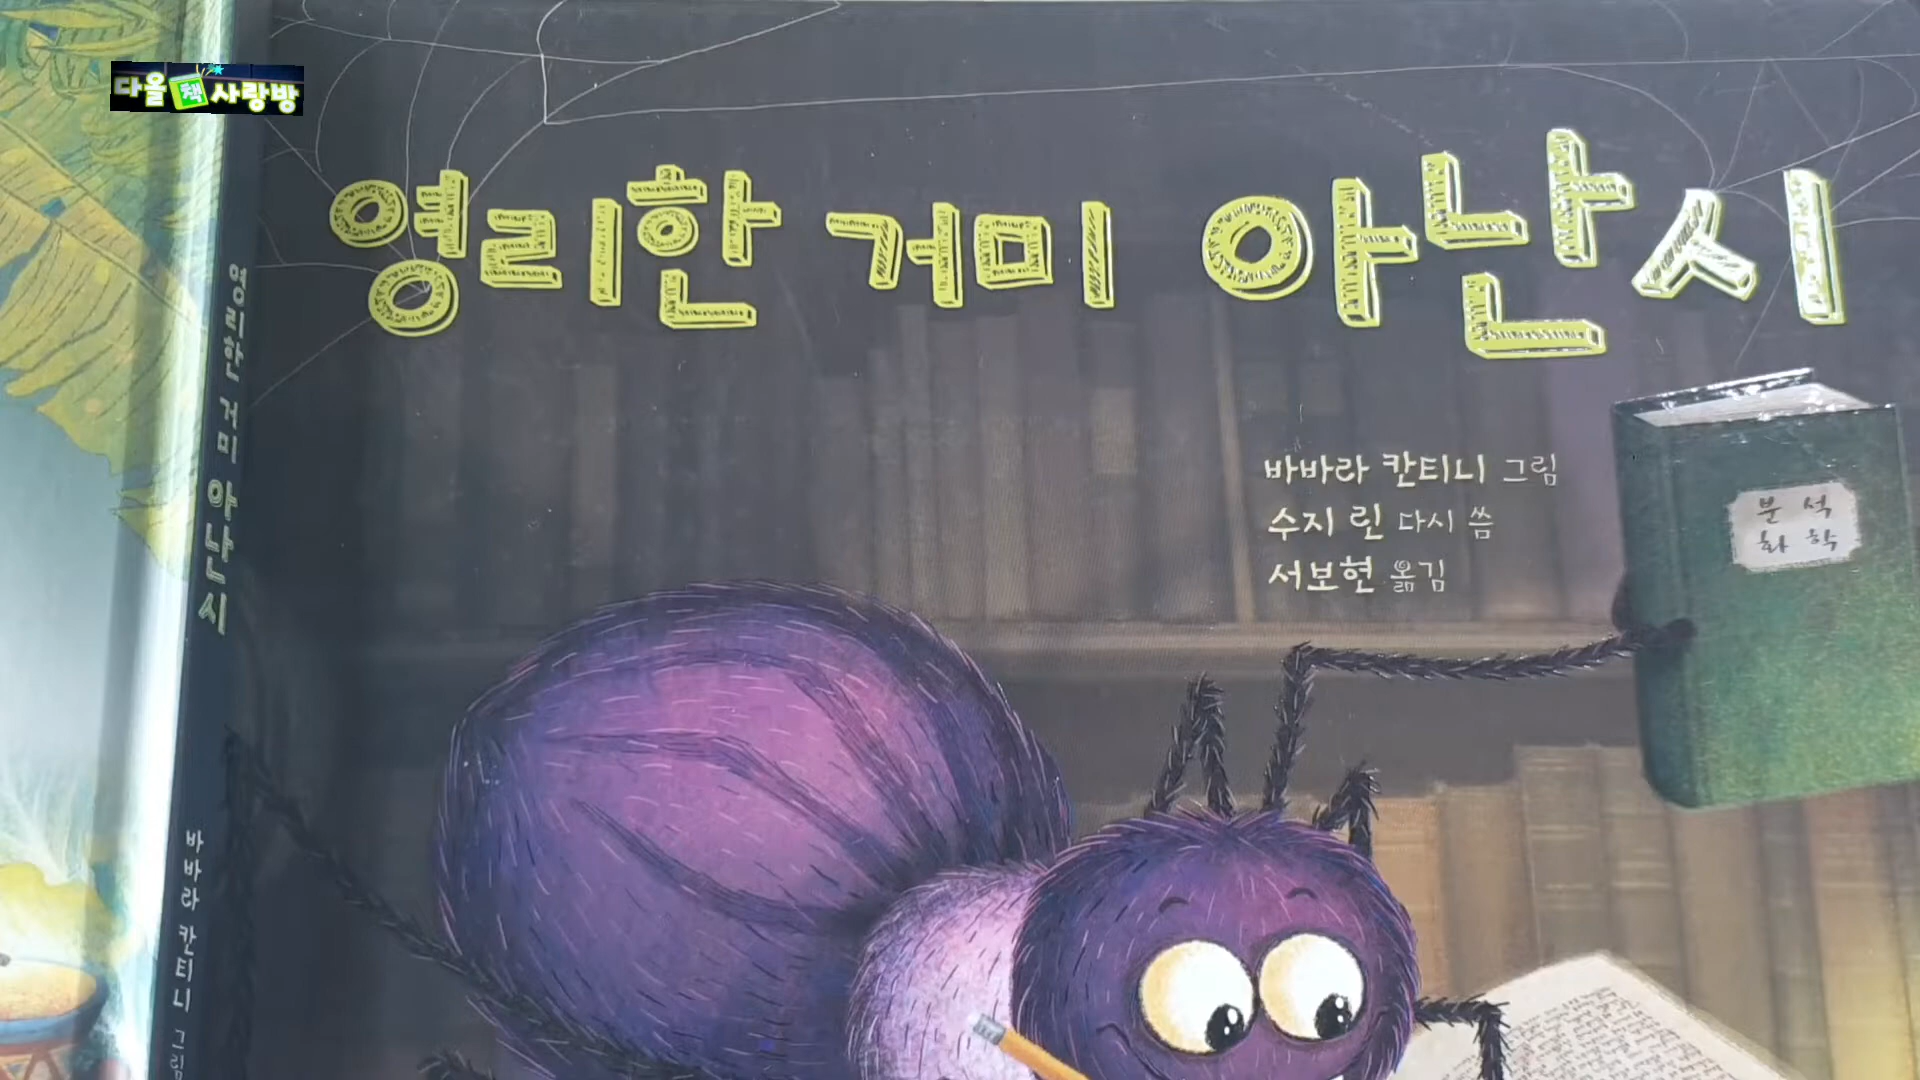 다올 책 사랑방
영리한 거미 아난시
바바라 칸티니 그림
수지 린 다시 씀
서보현 옮김
분석
화학
영리한 거미 아난시
바바라 칸티니 그림